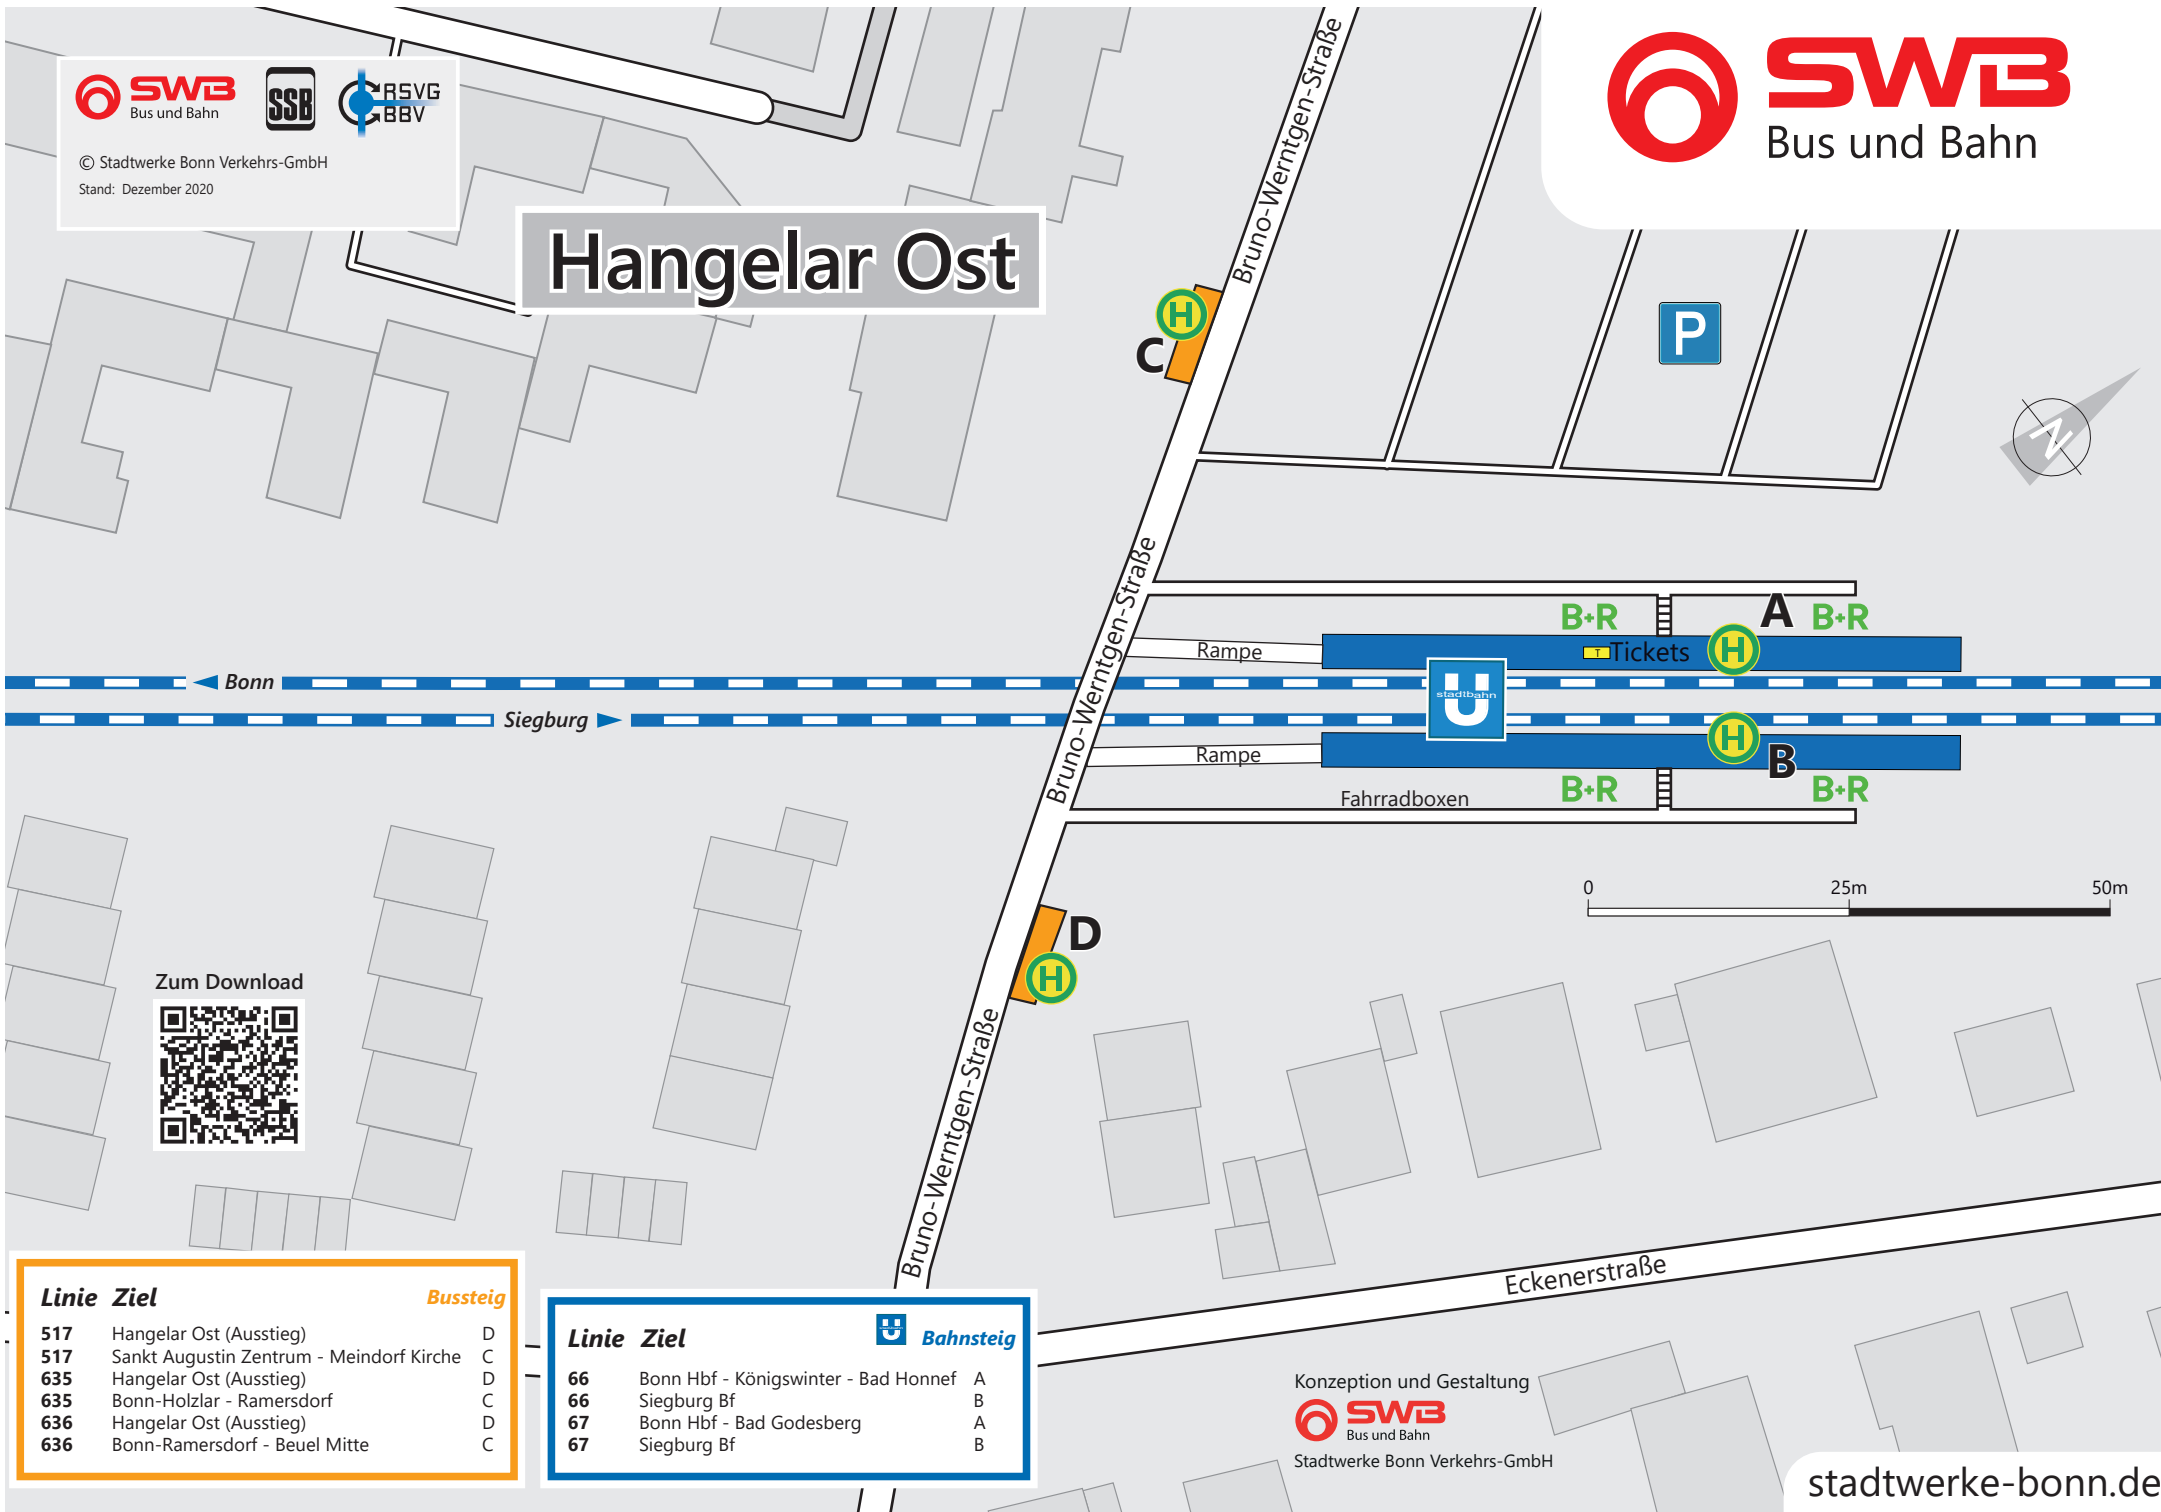 SWB
Bus und Bahn
SSB
RSVG
BBV
© Stadtwerke Bonn Verkehrs-GmbH
Stand: Dezember 2020
SWB
Bus und Bahn
Hangelar Ost
Bruno-Werntgen-Straße
H
C
P
N
Bruno-Werntgen-Straße
B+R
A
B+R
Rampe
T
Tickets
H
Bonn
stadtbahn
U
Siegburg
Bruno-Werntgen-Straße
H
Rampe
B
B+R
B+R
Fahrradboxen
0 25m 50m
D
H
Zum Download
Bruno-Werntgen-Straße
Eckenerstraße
Linie Ziel Bussteig
517 Hangelar Ost (Ausstieg) D
517 Sankt Augustin Zentrum - Meindorf Kirche C
635 Hangelar Ost (Ausstieg) D
635 Bonn-Holzlar - Ramersdorf C
636 Hangelar Ost (Ausstieg) D
636 Bonn-Ramersdorf - Beuel Mitte C
Linie Ziel U Bahnsteig
66 Bonn Hbf - Königswinter - Bad Honnef A
66 Siegburg Bf B
67 Bonn Hbf - Bad Godesberg A
67 Siegburg Bf B
Konzeption und Gestaltung
SWB
Bus und Bahn
Stadtwerke Bonn Verkehrs-GmbH
stadtwerke-bonn.de